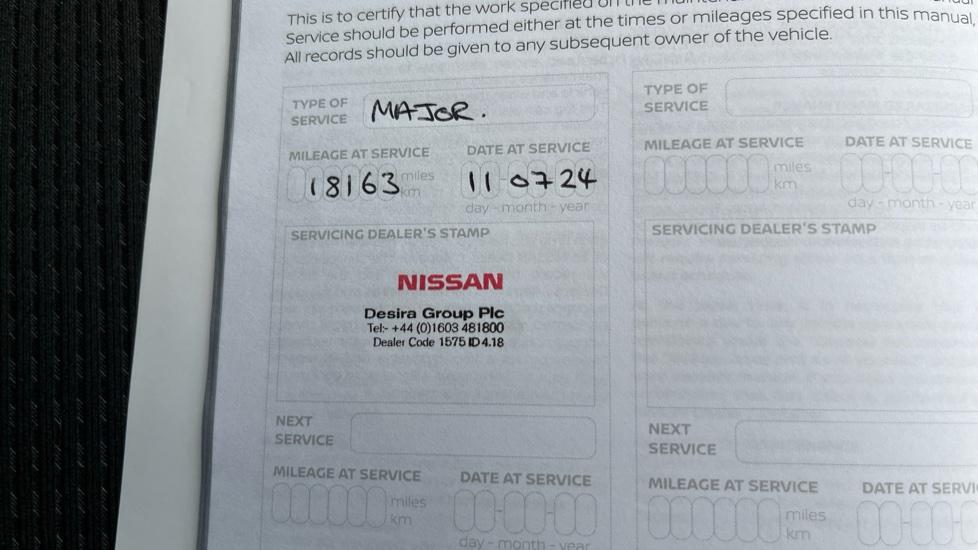 This is to certify that the work specified on the
Service should be performed either at the times or mileages specified in this manual,
All records should be given to any subsequent owner of the vehicle.
TYPE OF SERVICE MAJOR.
TYPE OF SERVICE
MILEAGE AT SERVICE DATE AT SERVICE
MILEAGE AT SERVICE DATE AT SERVICE
18163 miles km 11 07 24
miles km
day - month - year
day - month - year
SERVICING DEALER'S STAMP
SERVICING DEALER'S STAMP
NISSAN
Desira Group Plc
Tel:- +44 (0)1603 481800
Dealer Code 1575 ID4.18
NEXT SERVICE
NEXT SERVICE
MILEAGE AT SERVICE DATE AT SERVICE
MILEAGE AT SERVICE DATE AT
miles km
miles km
day - month - year